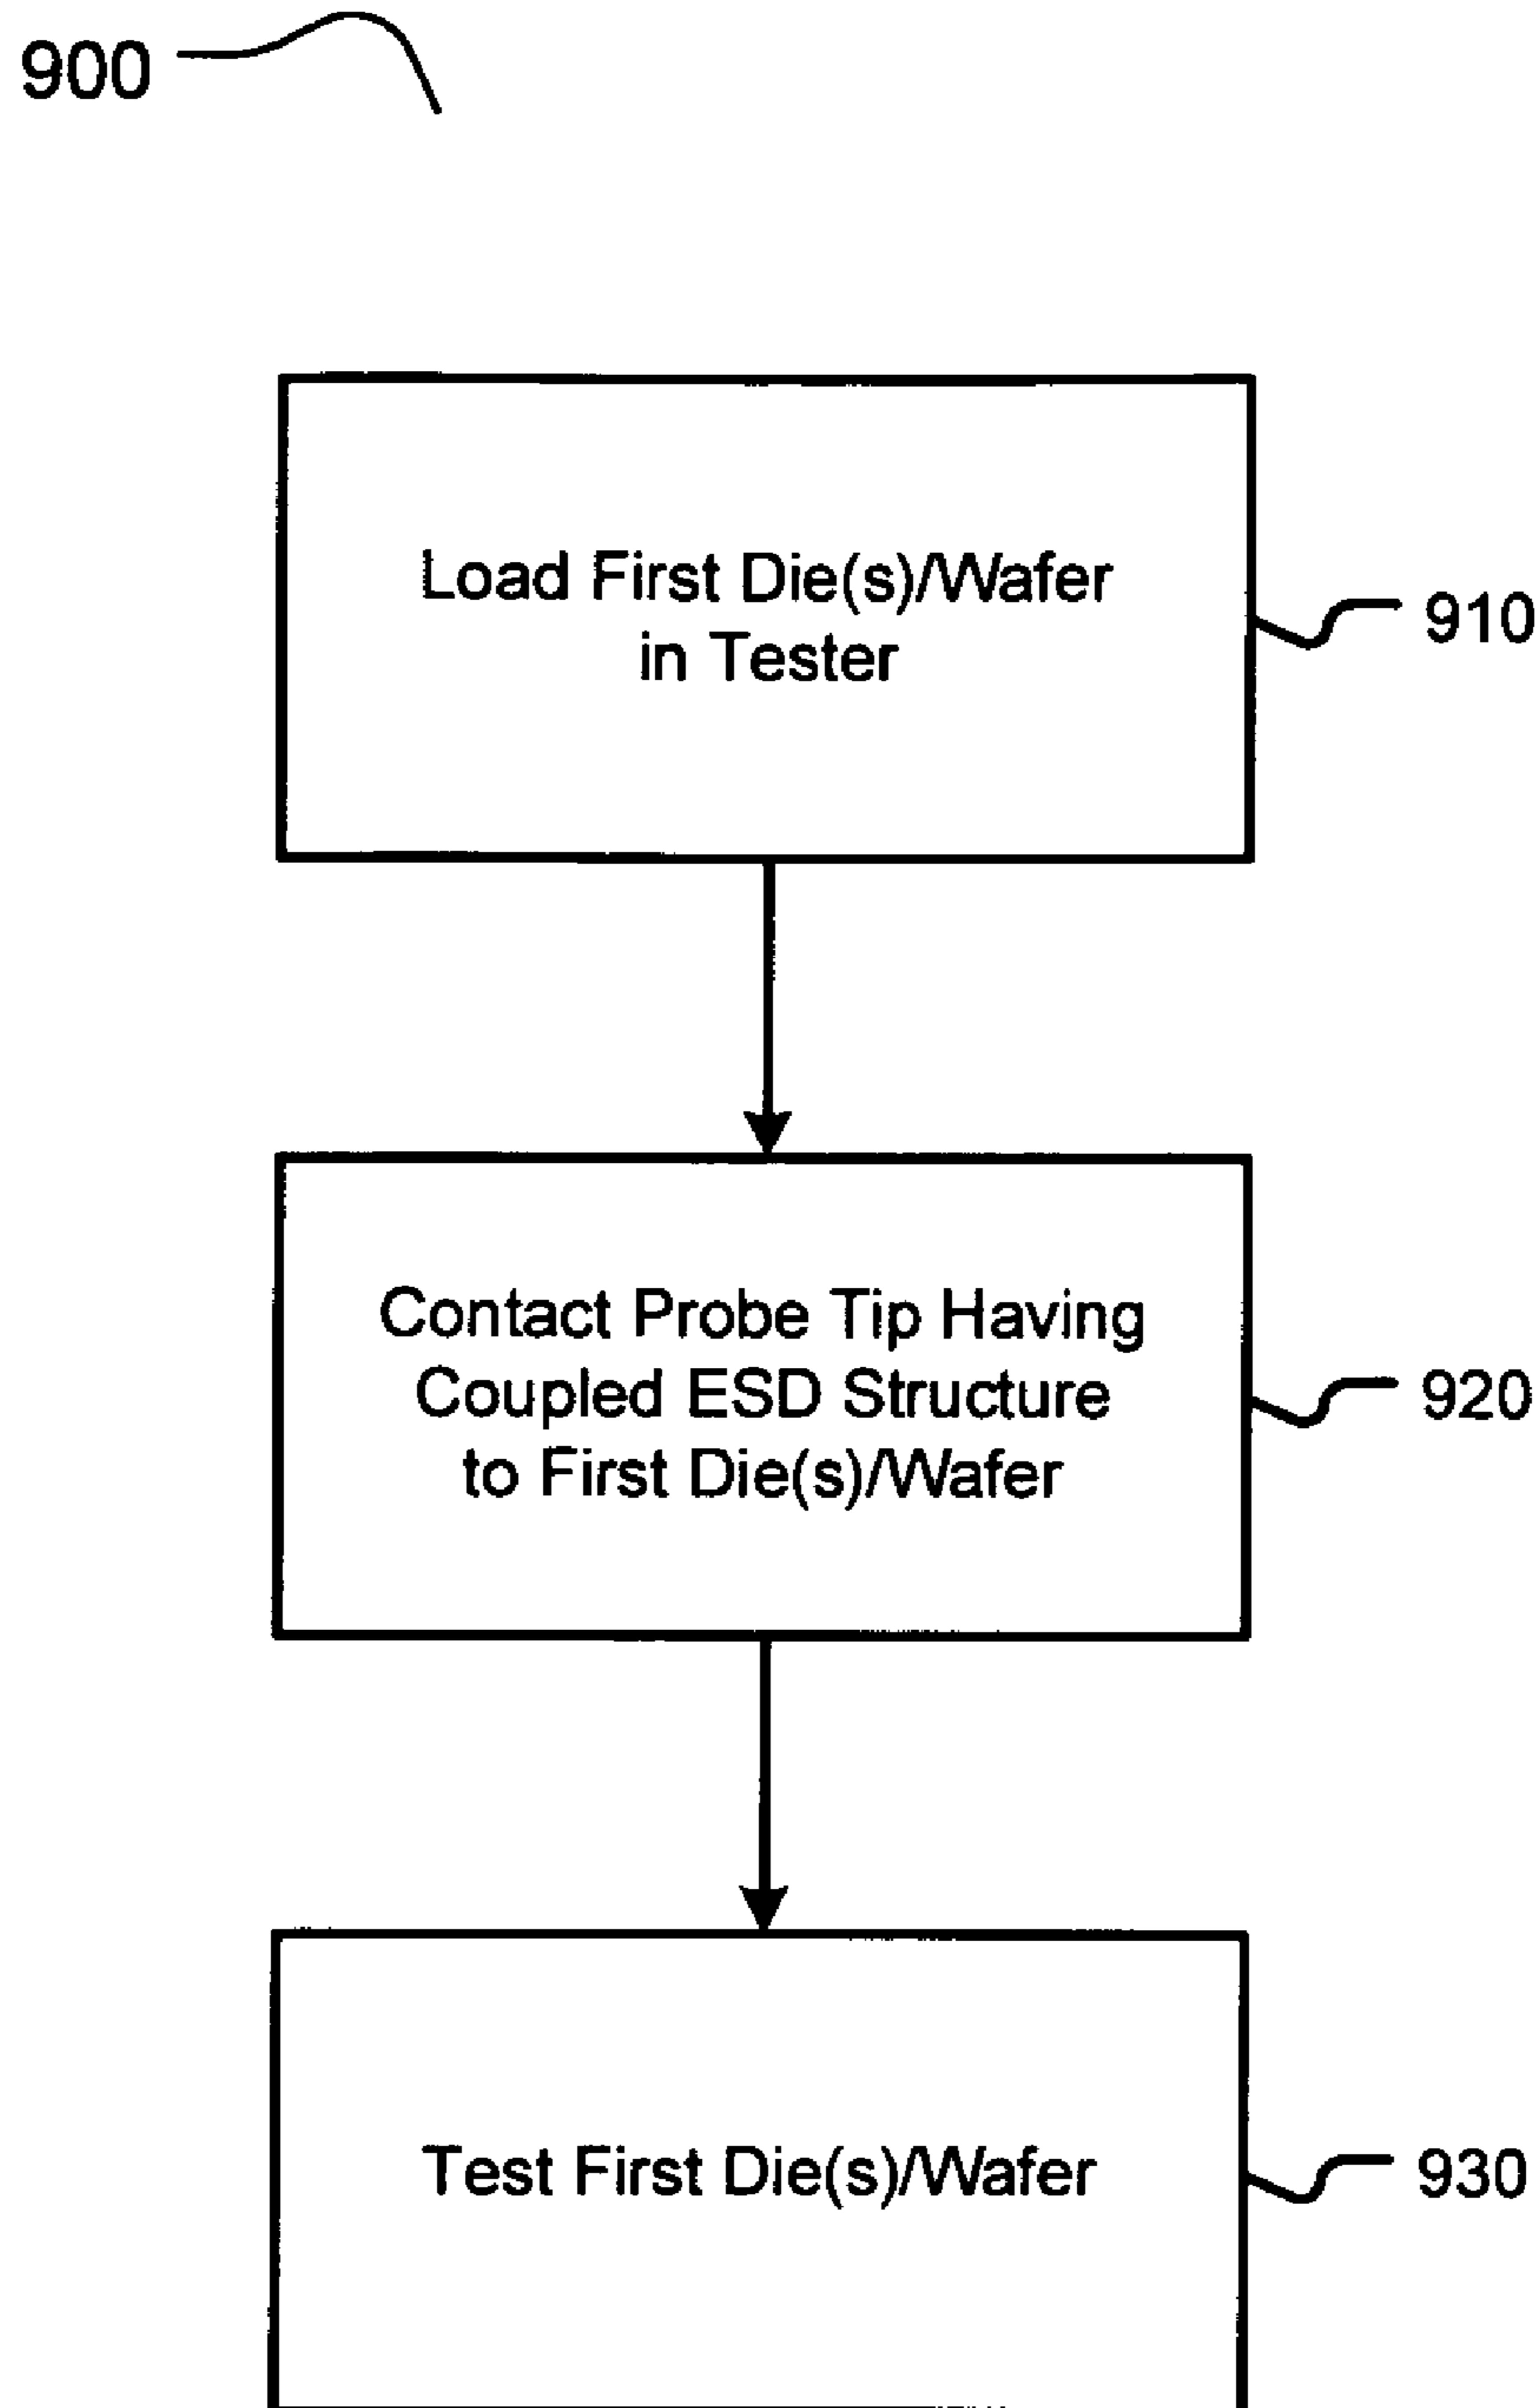 900
Load First Die(s)/Wafer
in Tester
910
Contact Probe Tip Having
Coupled ESD Structure
to First Die(s)/Wafer
920
Test First Die(s)/Wafer
930